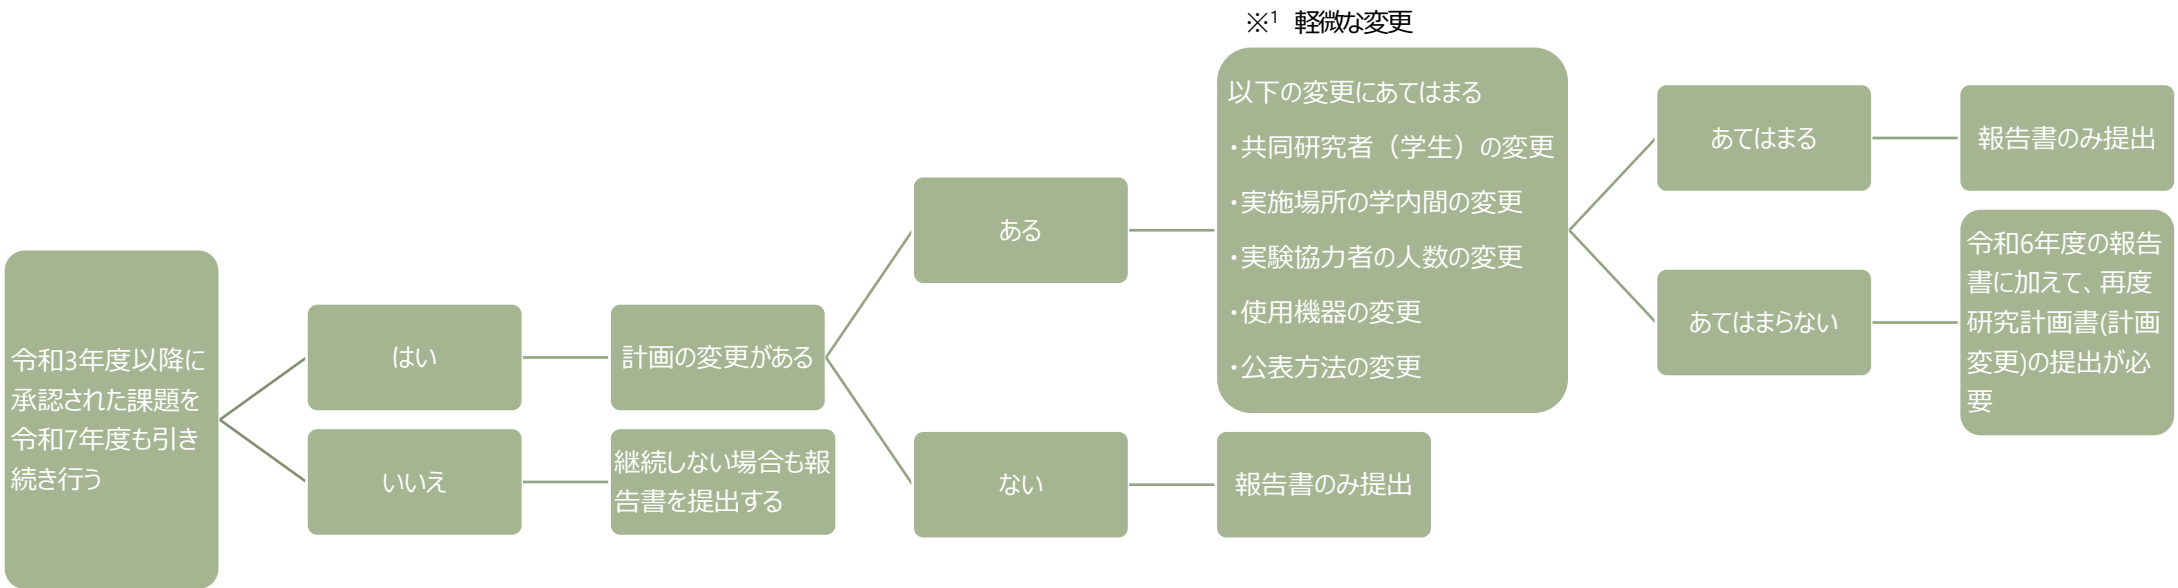 ※1 軽微な変更
令和3年度以降に
承認された課題を
令和7年度も引き
続き行う
はい
いいえ
計画の変更がある
継続しない場合も報
告書を提出する
ある
ない
以下の変更にあてはまる
・共同研究者（学生）の変更
・実施場所の学内間の変更
・実験協力者の人数の変更
・使用機器の変更
・公表方法の変更
報告書のみ提出
あてはまる
あてはまらない
報告書のみ提出
令和6年度の報告
書に加えて、再度
研究計画書(計画
変更)の提出が必
要